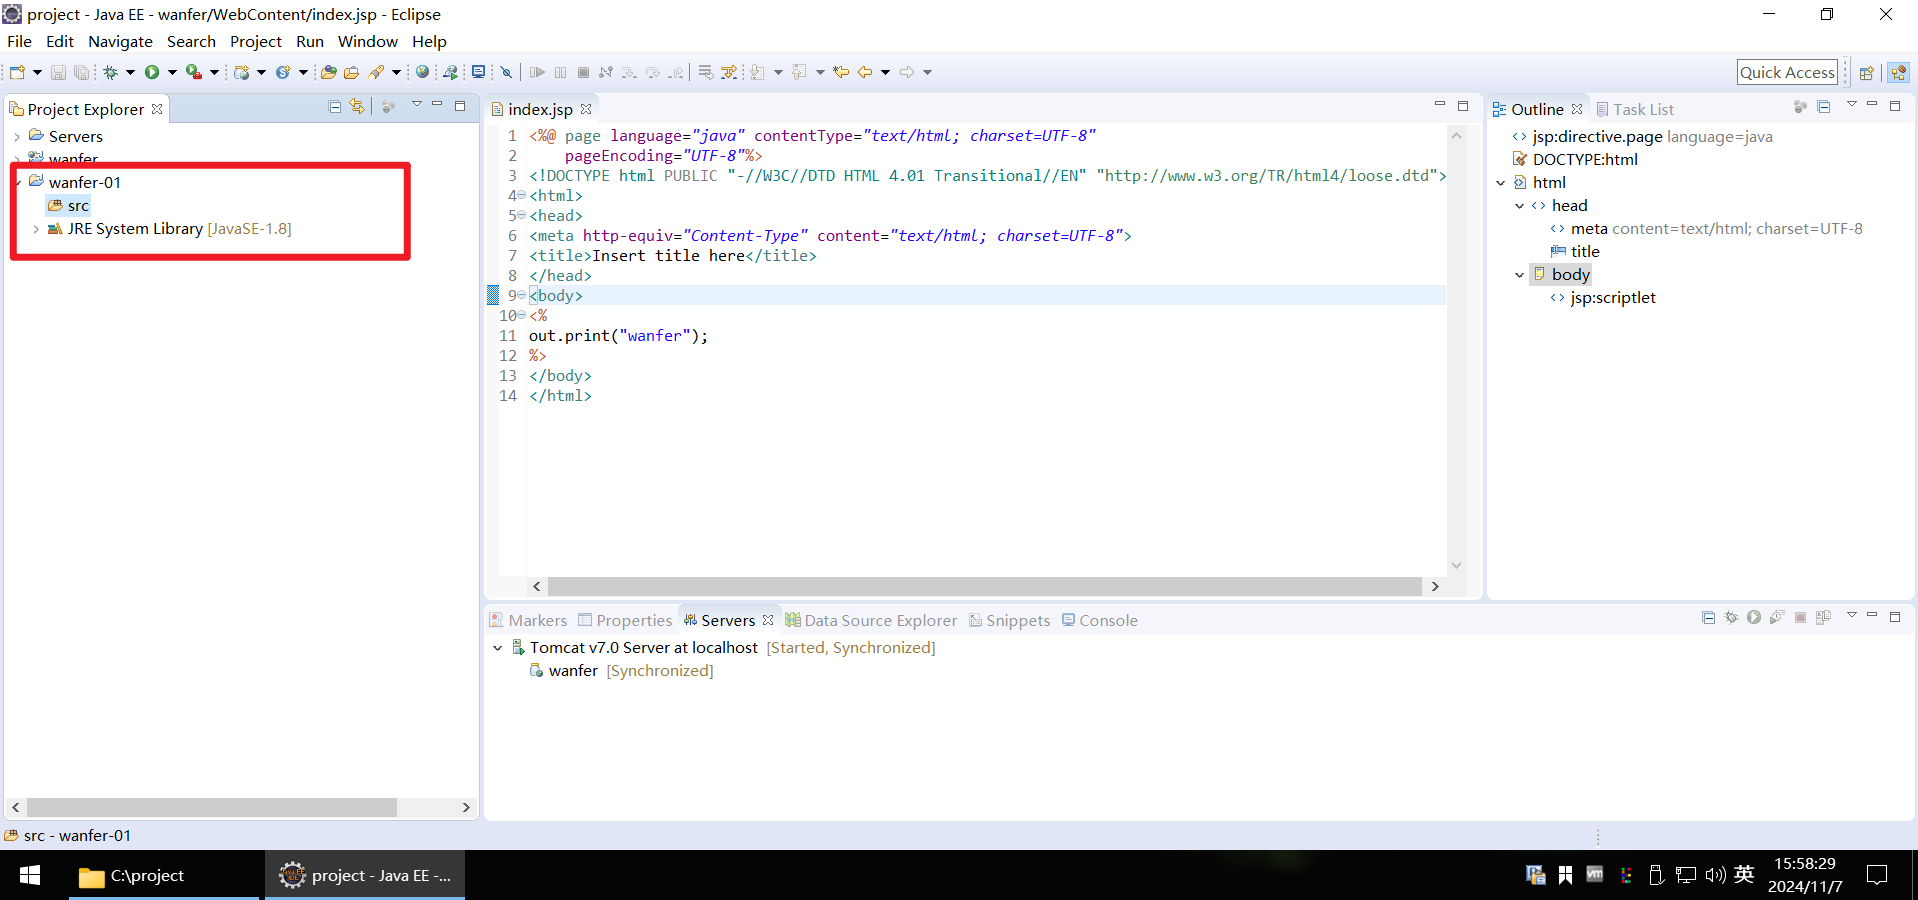 project - Java EE - wanfer/WebContent/index.jsp - Eclipse
File Edit Navigate Search Project Run Window Help
Quick Access
Project Explorer
Servers
wanfer
wanfer-01
src
JRE System Library [JavaSE-1.8]
index.jsp
1 <%@ page language="java" contentType="text/html; charset=UTF-8"
2 pageEncoding="UTF-8"%>
3 <!DOCTYPE html PUBLIC "-//W3C//DTD HTML 4.01 Transitional//EN" "http://www.w3.org/TR/html4/loose.dtd">
4 <html>
5 <head>
6 <meta http-equiv="Content-Type" content="text/html; charset=UTF-8">
7 <title>Insert title here</title>
8 </head>
9 <body>
10 <%
11 out.print("wanfer");
12 %>
13 </body>
14 </html>
Outline Task List
jsp:directive.page language=java
DOCTYPE:html
html
head
meta content=text/html; charset=UTF-8
title
body
jsp:scriptlet
Markers Properties Servers Data Source Explorer Snippets Console
Tomcat v7.0 Server at localhost [Started, Synchronized]
wanfer [Synchronized]
src - wanfer-01
C:\project
project - Java EE -...
英
15:58:29
2024/11/7